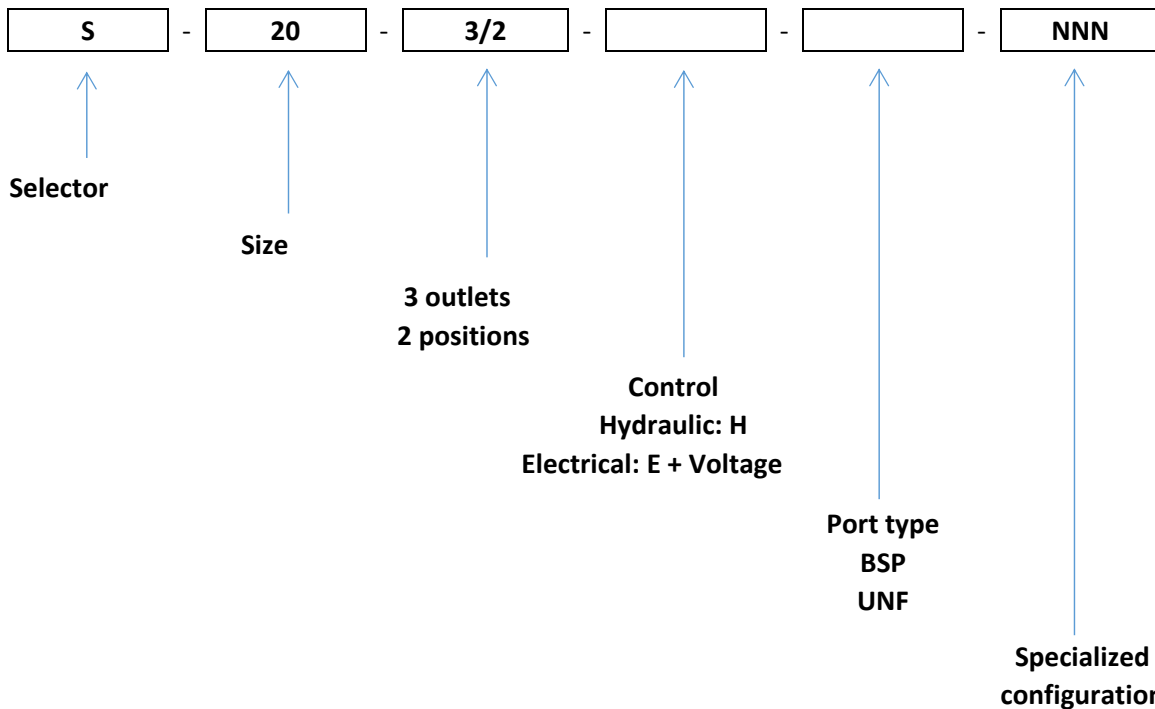 S - 20 - 3/2 - - - NNN
Selector
Size
3 outlets
2 positions
Control
Hydraulic: H
Electrical: E + Voltage
Port type
BSP
UNF
Specialized
configuration